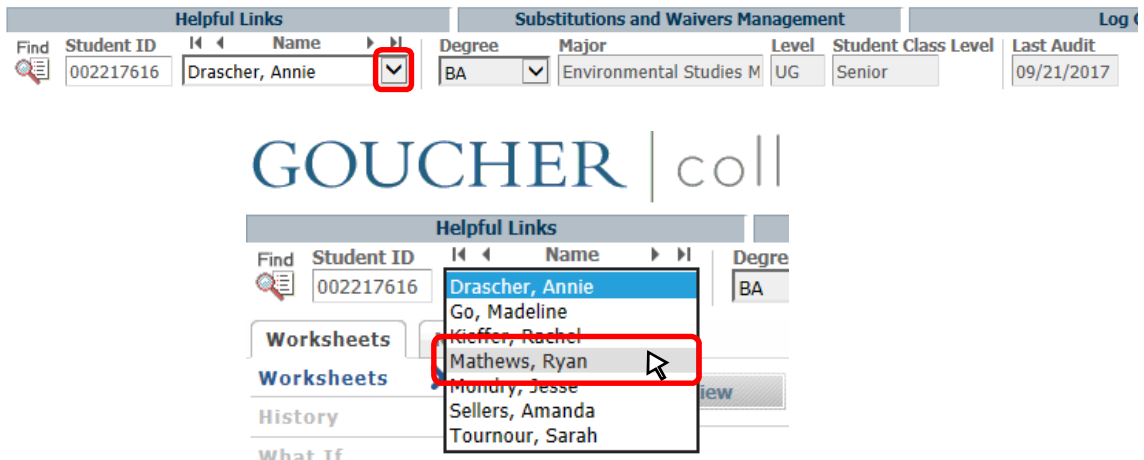 Helpful Links Substitutions and Waivers Management Log
Find Student ID Name Degree Major Level Student Class Level Last Audit
002217616 Drascher, Annie BA Environmental Studies M UG Senior 09/21/2017
GOUCHER | coll
Helpful Links
Find Student ID Name Degre
002217616 Drascher, Annie BA
Go, Madeline
Worksheets Kieffer, Rachel
Mathews, Ryan
Worksheets Mondry, Jesse iew
History Sellers, Amanda
Tournour, Sarah
What If